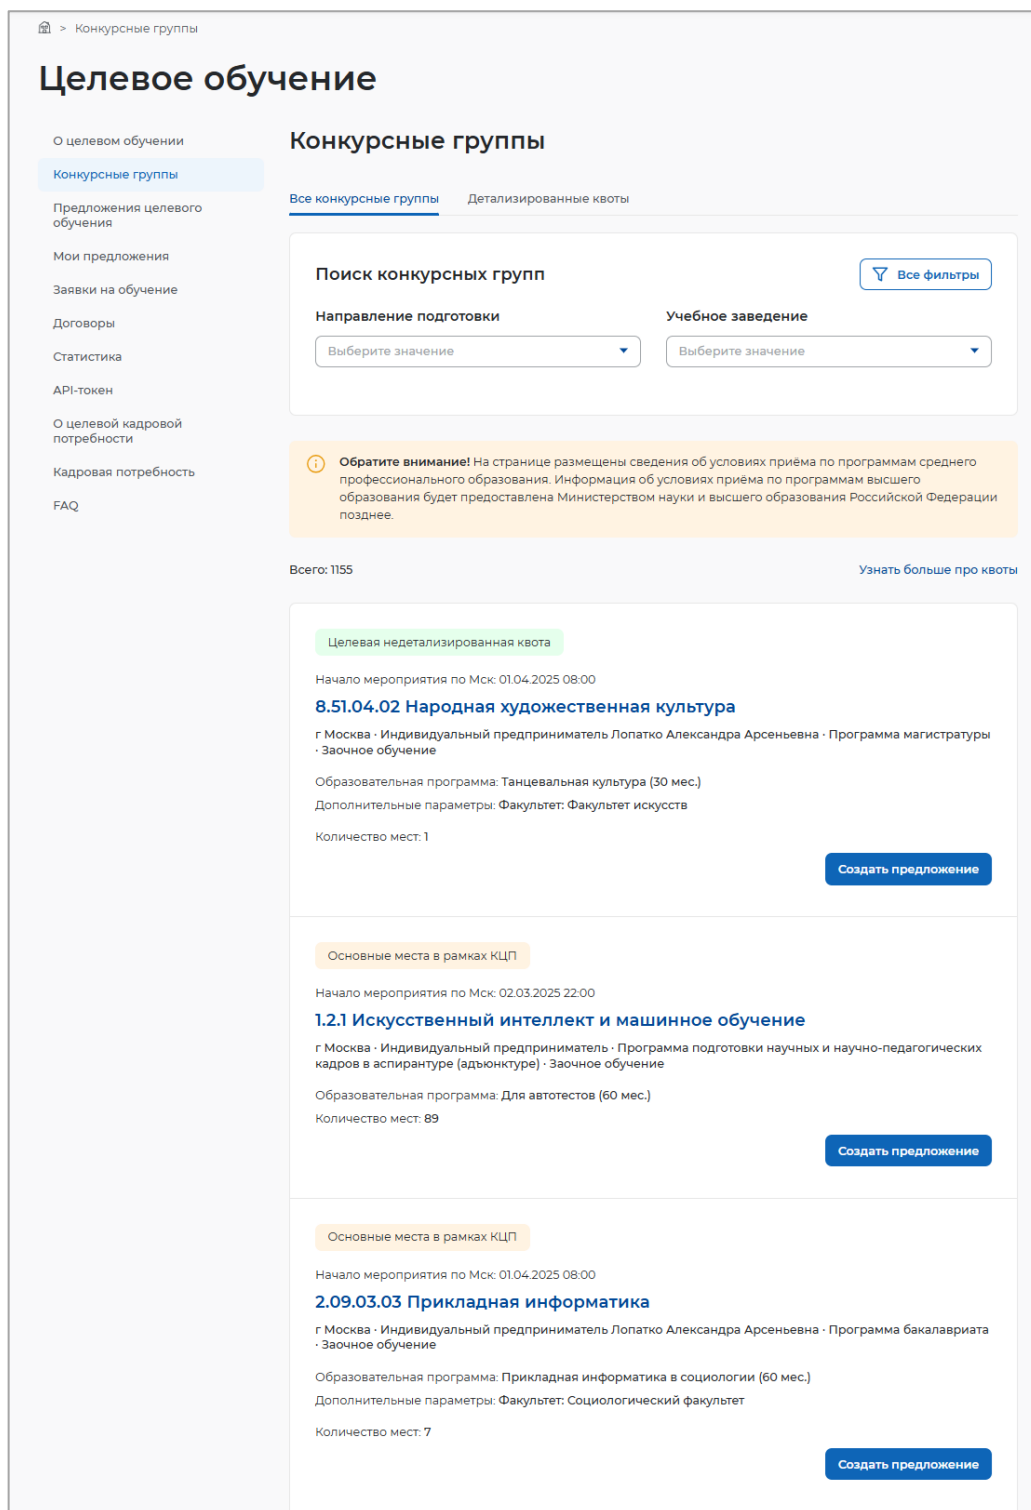 > Конкурсные группы
Целевое обучение
О целевом обучении
Конкурсные группы
Предложения целевого
обучения
Мои предложения
Заявки на обучение
Договоры
Статистика
API-токен
О целевой кадровой
потребности
Кадровая потребность
FAQ
Конкурсные группы
Все конкурсные группы Детализированные квоты
Поиск конкурсных групп Все фильтры
Направление подготовки Учебное заведение
Выберите значение Выберите значение
Обратите внимание! На странице размещены сведения об условиях приёма по программам среднего
профессионального образования. Информация об условиях приёма по программам высшего
образования будет предоставлена Министерством науки и высшего образования Российской Федерации
позднее.
Всего: 1155 Узнать больше про квоты
Целевая недетализированная квота
Начало мероприятия по Мск: 01.04.2025 08:00
8.51.04.02 Народная художественная культура
г Москва · Индивидуальный предприниматель Лопатко Александра Арсеньевна · Программа магистратуры
· Заочное обучение
Образовательная программа: Танцевальная культура (30 мес.)
Дополнительные параметры: Факультет: Факультет искусств
Количество мест: 1
Создать предложение
Основные места в рамках КЦП
Начало мероприятия по Мск: 02.03.2025 22:00
1.2.1 Искусственный интеллект и машинное обучение
г Москва · Индивидуальный предприниматель · Программа подготовки научных и научно-педагогических
кадров в аспирантуре (адъюнктуре) · Заочное обучение
Образовательная программа: Для автотестов (60 мес.)
Количество мест: 89
Создать предложение
Основные места в рамках КЦП
Начало мероприятия по Мск: 01.04.2025 08:00
2.09.03.03 Прикладная информатика
г Москва · Индивидуальный предприниматель Лопатко Александра Арсеньевна · Программа бакалавриата
· Заочное обучение
Образовательная программа: Прикладная информатика в социологии (60 мес.)
Дополнительные параметры: Факультет: Социологический факультет
Количество мест: 7
Создать предложение